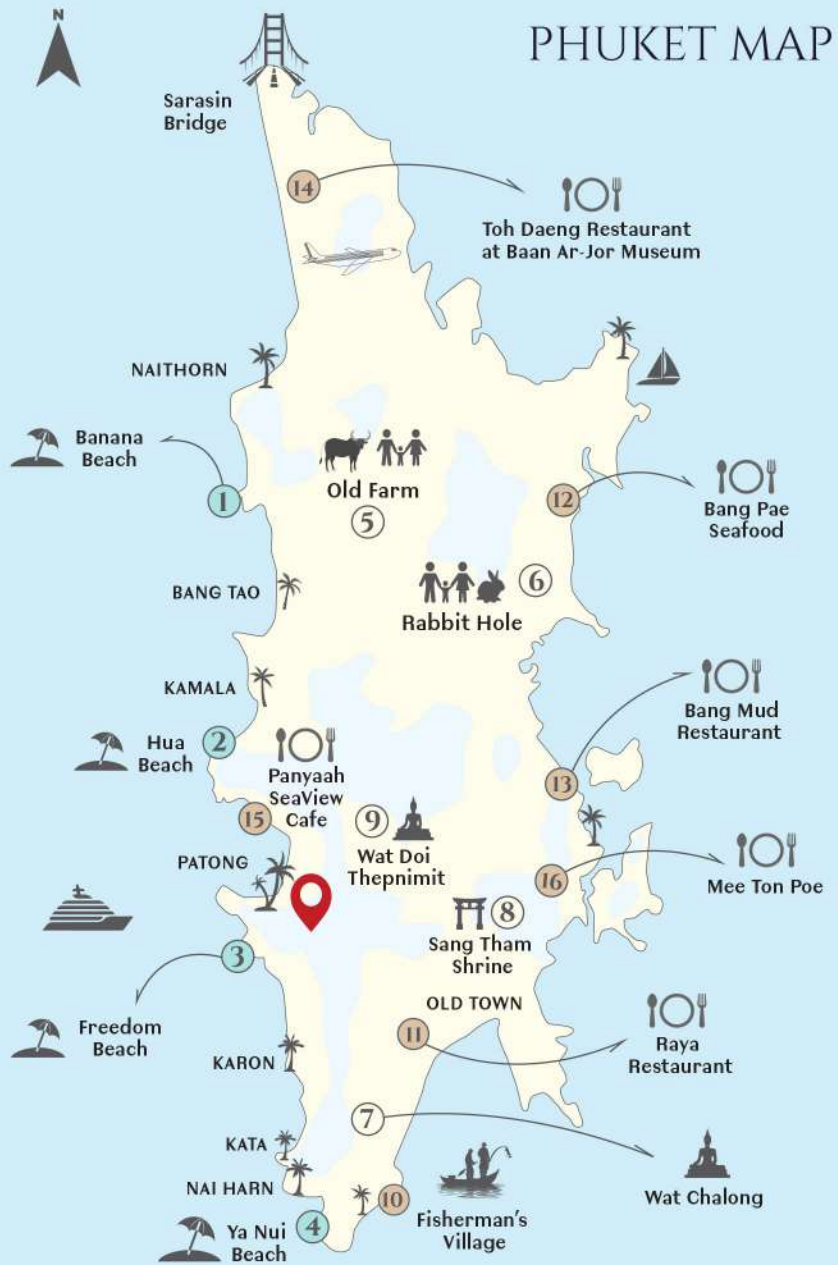 N
PHUKET MAP
Sarasin
Bridge
14
Toh Daeng Restaurant
at Baan Ar-Jor Museum
NAITHORN
Banana
Beach
1
Old Farm
5
12
Bang Pae
Seafood
BANG TAO
6
Rabbit Hole
KAMALA
Bang Mud
Restaurant
2
Hua
Beach
Panyaah
SeaView
Cafe
13
15
9
Wat Doi
Thepnimit
PATONG
16
Mee Ton Poe
8
Sang Tham
Shrine
3
OLD TOWN
Freedom
Beach
11
Raya
Restaurant
KARON
7
KATA
Wat Chalong
NAI HARN
10
Fisherman's
Village
4
Ya Nui
Beach